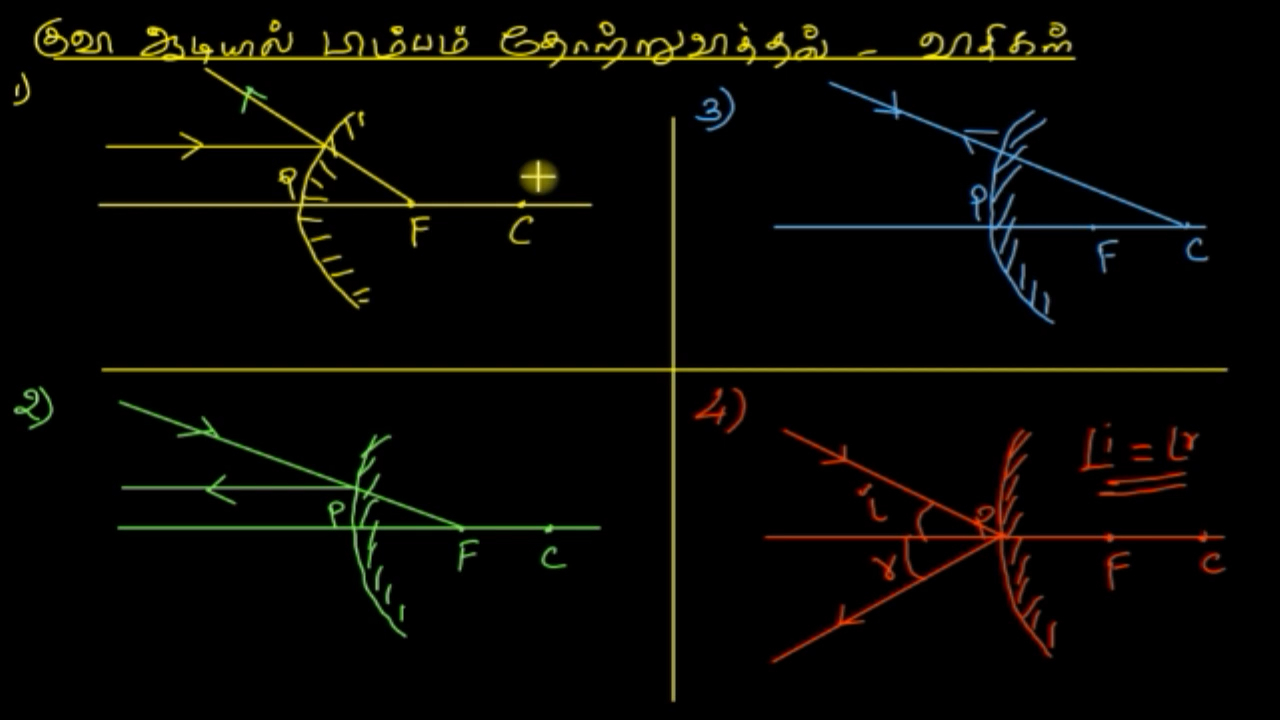 குவி ஆடியால் பிம்பம் தோற்றுவித்தல் - விதிகள்
1)
P
F C
3)
P
F C
2)
P
F C
4)
∠i = ∠r
i
P
r
F C